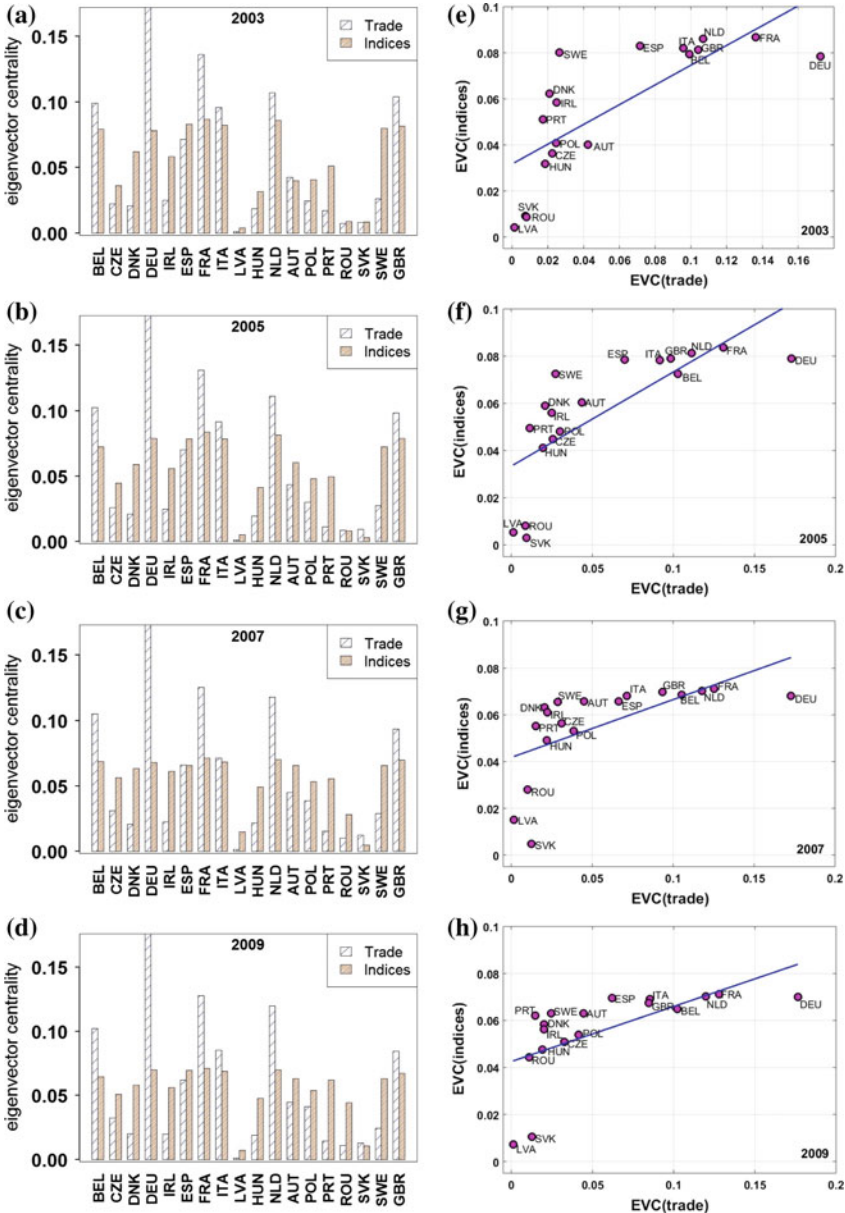 (a)
2003
Trade
Indices
eigenvector centrality
0.15
0.10
0.05
0.00
BEL CZE DNK DEU IRL ESP FRA ITA LVA HUN NLD AUT POL PRT ROU SVK SWE GBR
(e)
EVC(indices)
0.1
0.08
0.06
0.04
0.02
0
NLD
ITA
GBR
FRA
ESP
SWE
BEL
DEU
DNK
IRL
PRT
POL
AUT
CZE
HUN
SVK
ROU
LVA
2003
0 0.02 0.04 0.06 0.08 0.1 0.12 0.14 0.16
EVC(trade)
(b)
2005
Trade
Indices
eigenvector centrality
0.15
0.10
0.05
0.00
BEL CZE DNK DEU IRL ESP FRA ITA LVA HUN NLD AUT POL PRT ROU SVK SWE GBR
(f)
EVC(indices)
0.1
0.08
0.06
0.04
0.02
0
NLD
FRA
GBR
ITA
ESP
DEU
SWE
BEL
DNK
AUT
IRL
PRT
POL
CZE
HUN
LVA
ROU
SVK
2005
0 0.05 0.1 0.15 0.2
EVC(trade)
(c)
2007
Trade
Indices
eigenvector centrality
0.15
0.10
0.05
0.00
BEL CZE DNK DEU IRL ESP FRA ITA LVA HUN NLD AUT POL PRT ROU SVK SWE GBR
(g)
EVC(indices)
0.1
0.08
0.06
0.04
0.02
0
GBR
FRA
ITA
NLD
BEL
DEU
SWE
AUT
ESP
DNK
IRL
CZE
PRT
POL
HUN
ROU
LVA
SVK
2007
0 0.05 0.1 0.15 0.2
EVC(trade)
(d)
2009
Trade
Indices
eigenvector centrality
0.15
0.10
0.05
0.00
BEL CZE DNK DEU IRL ESP FRA ITA LVA HUN NLD AUT POL PRT ROU SVK SWE GBR
(h)
EVC(indices)
0.1
0.08
0.06
0.04
0.02
0
ESP
ITA
FRA
GBR
NLD
DEU
BEL
PRT
SWE
AUT
DNK
IRL
POL
CZE
HUN
ROU
SVK
LVA
2009
0 0.05 0.1 0.15 0.2
EVC(trade)